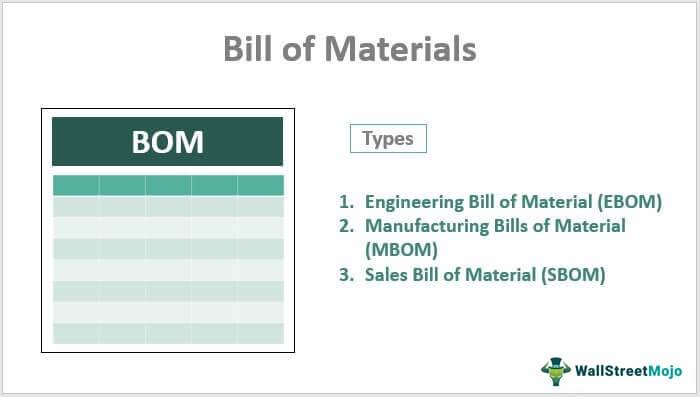 Bill of Materials
BOM
Types
1. Engineering Bill of Material (EBOM)
2. Manufacturing Bills of Material
(MBOM)
3. Sales Bill of Material (SBOM)
WallStreetMojo